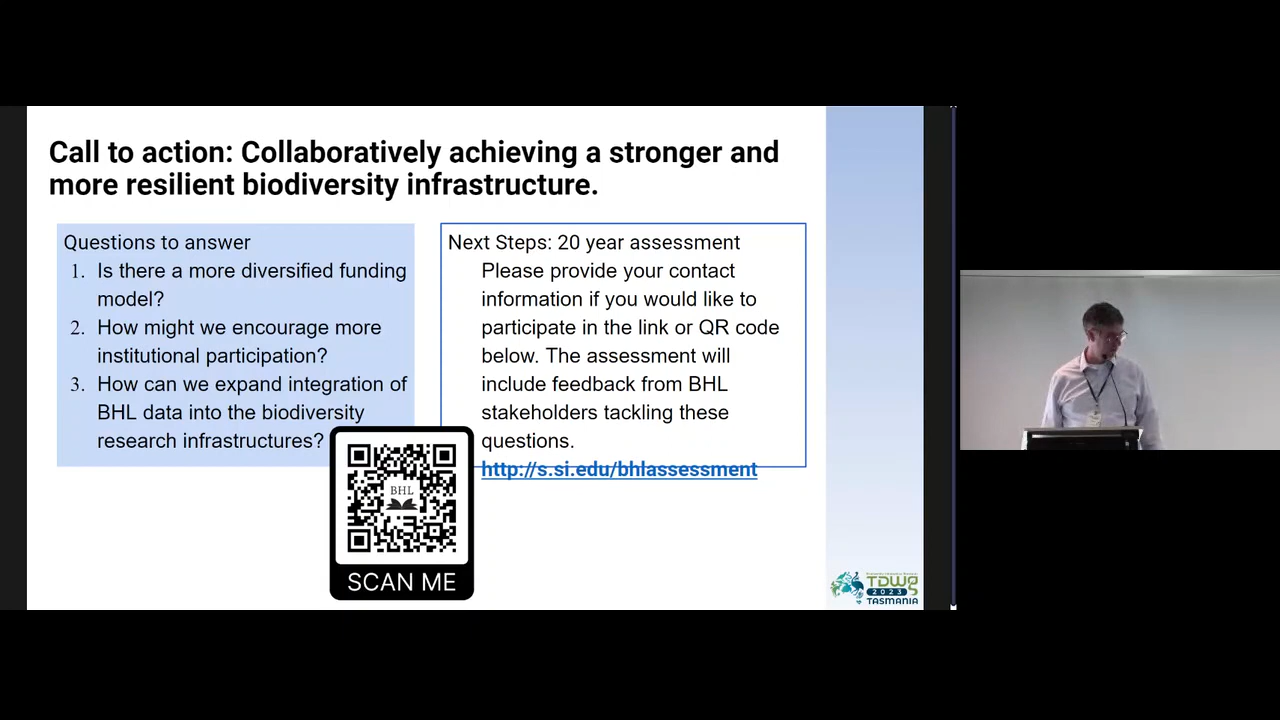 Call to action: Collaboratively achieving a stronger and
more resilient biodiversity infrastructure.
Questions to answer
1. Is there a more diversified funding
model?
2. How might we encourage more
institutional participation?
3. How can we expand integration of
BHL data into the biodiversity
research infrastructures?
Next Steps: 20 year assessment
Please provide your contact
information if you would like to
participate in the link or QR code
below. The assessment will
include feedback from BHL
stakeholders tackling these
questions.
http://s.si.edu/bhlassessment
BHL
SCAN ME
TDWG
2023
TASMANIA